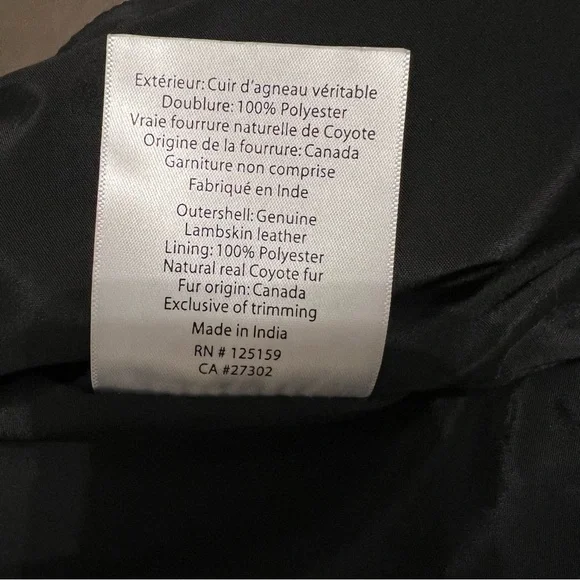 Extérieur: Cuir d'agneau véritable
Doublure: 100% Polyester
Vraie fourrure naturelle de Coyote
Origine de la fourrure: Canada
Garniture non comprise
Fabriqué en Inde
Outershell: Genuine
Lambskin leather
Lining: 100% Polyester
Natural real Coyote fur
Fur origin: Canada
Exclusive of trimming
Made in India
RN # 125159
CA #27302